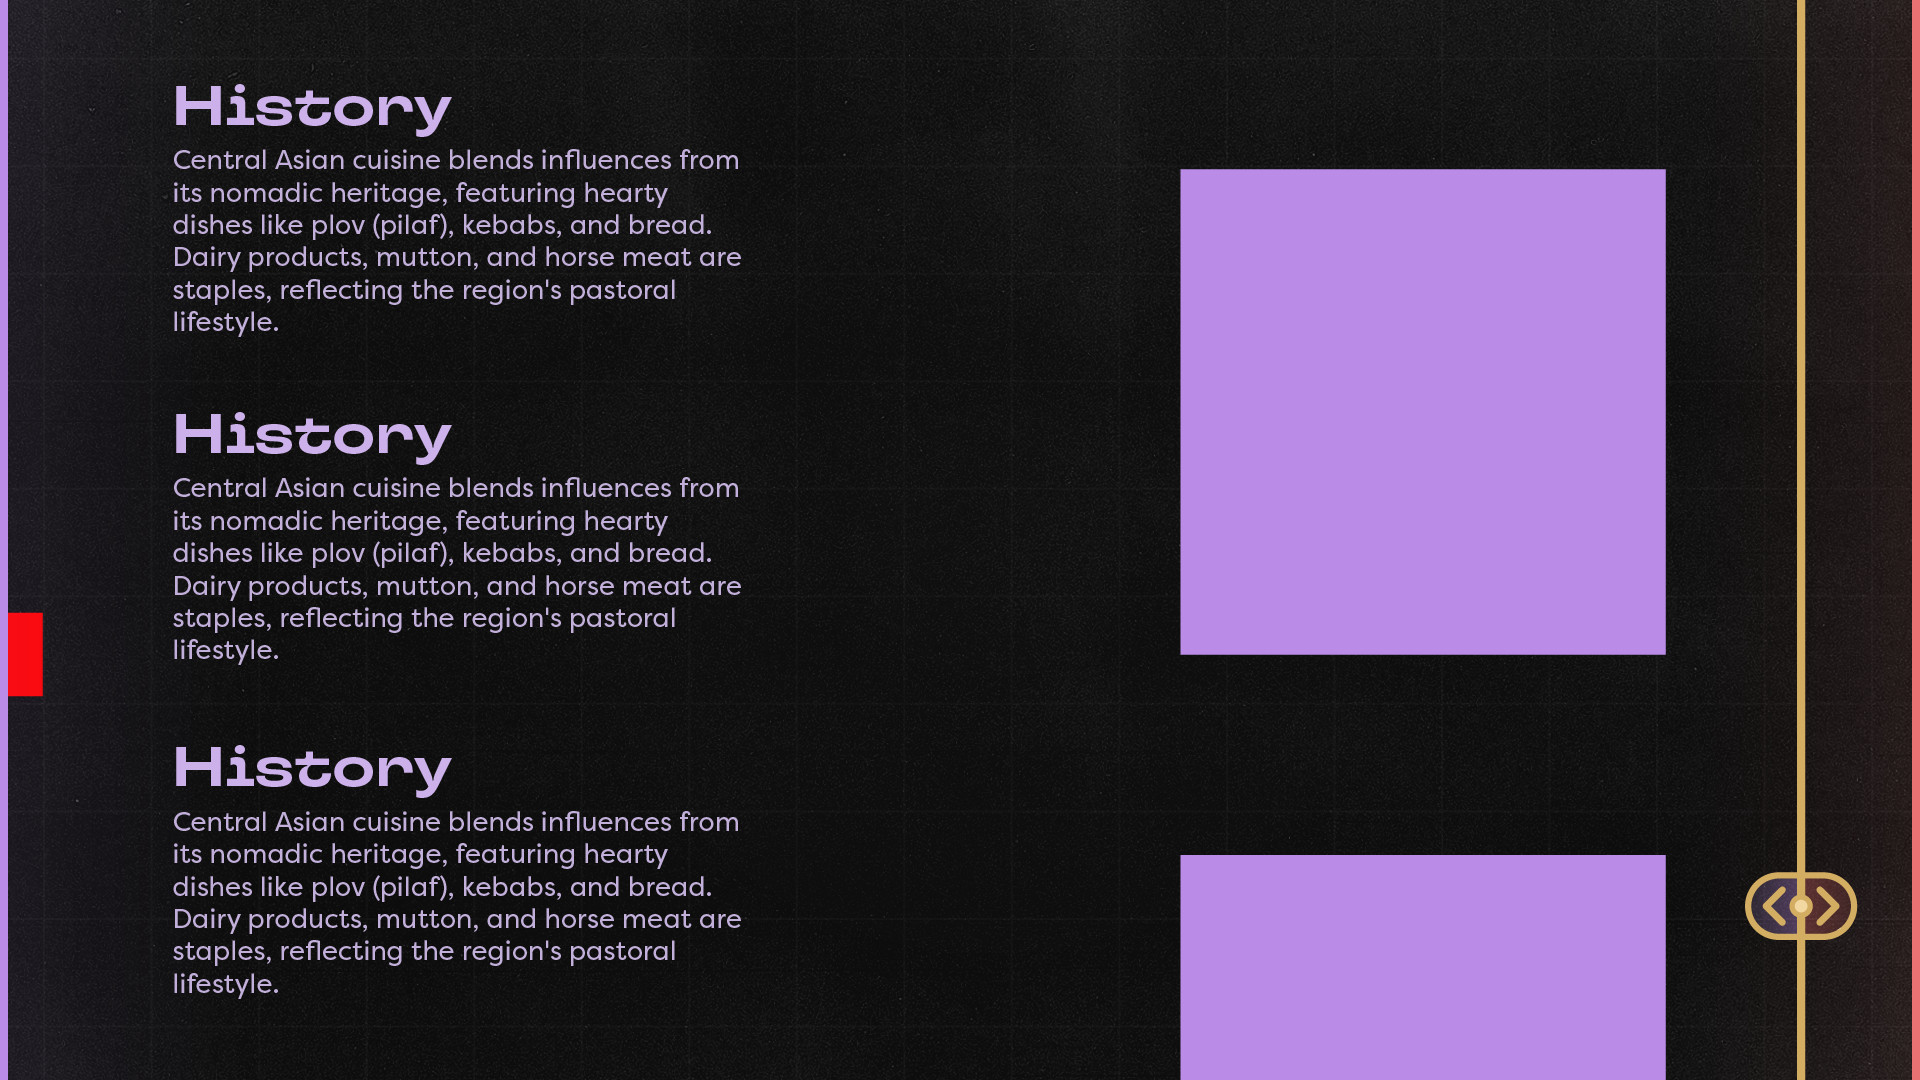 History
Central Asian cuisine blends influences from
its nomadic heritage, featuring hearty
dishes like plov (pilaf), kebabs, and bread.
Dairy products, mutton, and horse meat are
staples, reflecting the region's pastoral
lifestyle.
History
Central Asian cuisine blends influences from
its nomadic heritage, featuring hearty
dishes like plov (pilaf), kebabs, and bread.
Dairy products, mutton, and horse meat are
staples, reflecting the region's pastoral
lifestyle.
History
Central Asian cuisine blends influences from
its nomadic heritage, featuring hearty
dishes like plov (pilaf), kebabs, and bread.
Dairy products, mutton, and horse meat are
staples, reflecting the region's pastoral
lifestyle.